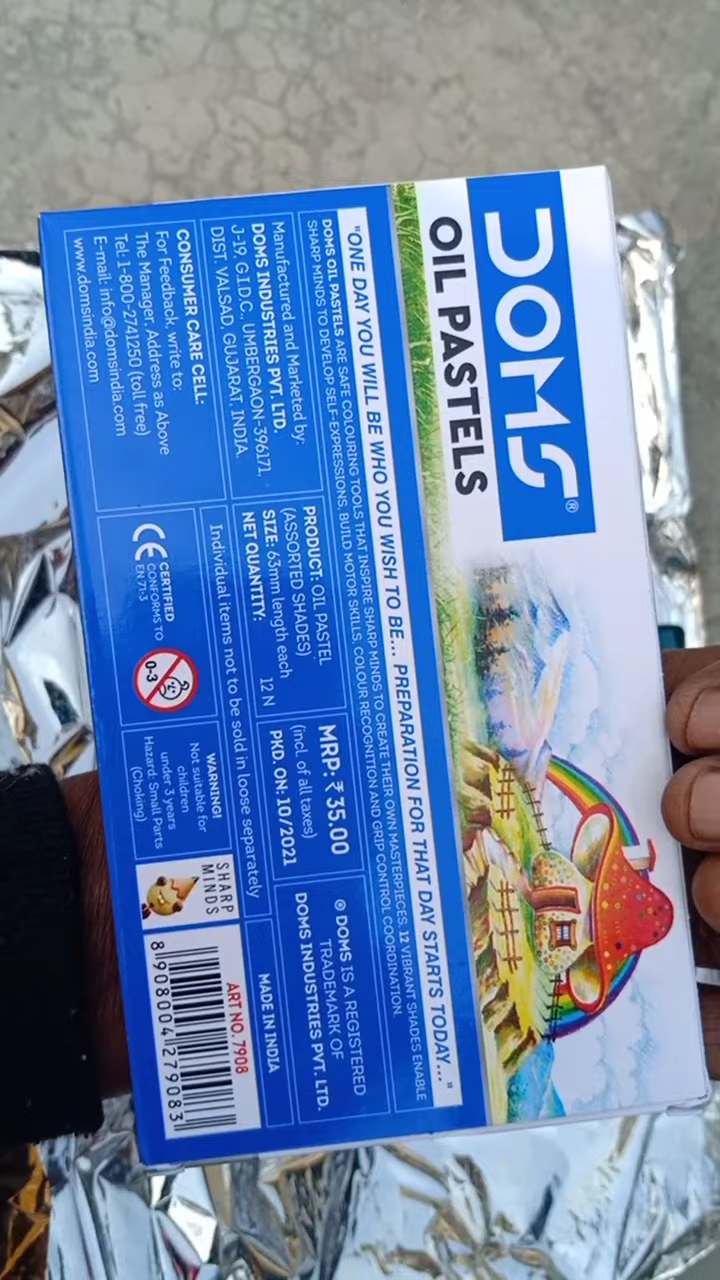 DOMS®
OIL PASTELS
"ONE DAY YOU WILL BE WHO YOU WISH TO BE... PREPARATION FOR THAT DAY STARTS TODAY..."
DOMS OIL PASTELS ARE SAFE COLOURING TOOLS THAT INSPIRE SHARP MINDS TO CREATE THEIR OWN MASTERPIECES. 12 VIBRANT SHADES ENABLE
SHARP MINDS TO DEVELOP SELF-EXPRESSIONS, BUILD MOTOR SKILLS, COLOUR RECOGNITION AND GRIP CONTROL COORDINATION.
Manufactured and Marketed by:
DOMS INDUSTRIES PVT. LTD.
J-19, G.I.D.C., UMBERGAON-396171,
DIST. VALSAD, GUJARAT, INDIA.
CONSUMER CARE CELL:
For Feedback, write to:
The Manager, Address as Above
Tel: 1-800-2741250 (toll free)
E-mail: info@domsindia.com
www.domsindia.com
PRODUCT: OIL PASTEL
(ASSORTED SHADES)
SIZE: 63mm length each
NET QUANTITY: 12 N
MRP: ₹ 35.00
(incl. of all taxes)
PKD. ON: 10/2021
® DOMS IS A REGISTERED
TRADEMARK OF
DOMS INDUSTRIES PVT. LTD.
Individual items not to be sold in loose separately
MADE IN INDIA
CE CERTIFIED
CONFORMS TO
EN 71-3
0-3
WARNING!
Not suitable for
children
under 3 years
Hazard: Small Parts
(Choking)
SHARP
MINDS
ART NO. 7908
8 908004 279083